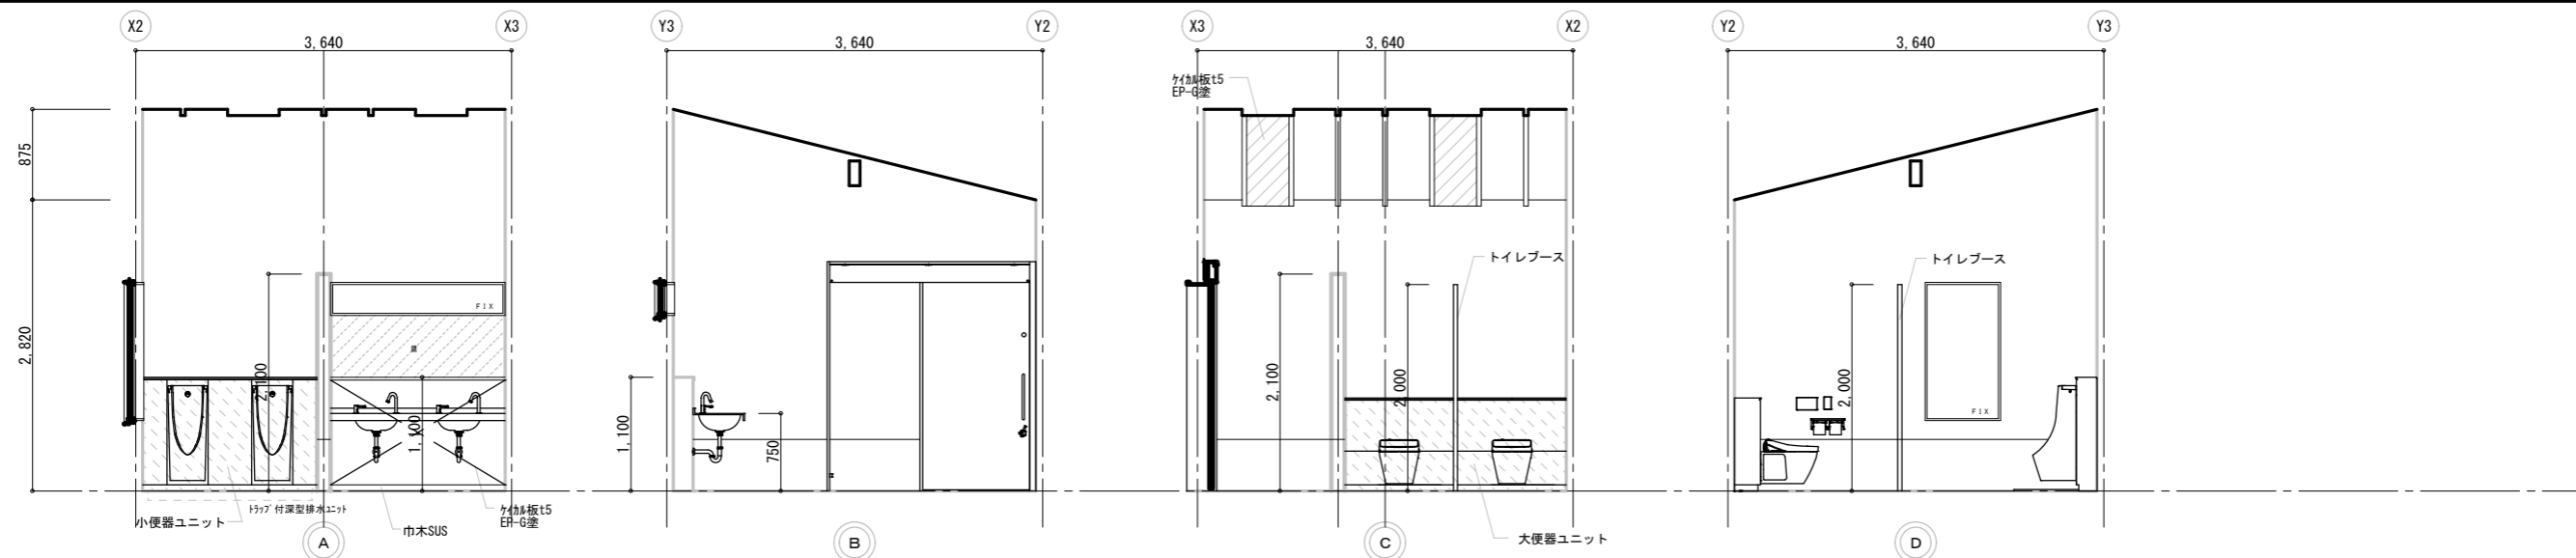 X2
X3
3,640
875
2,820
2,100
1,100
FIX
小便器ユニット
トラップ付深型排水ユニット
巾木SUS
ケイカル板t5
EP-G塗
A
Y3
Y2
3,640
1,100
750
B
X3
X2
3,640
ケイカル板t5
EP-G塗
トイレブース
2,100
2,000
大便器ユニット
C
Y2
Y3
3,640
トイレブース
2,000
FIX
D